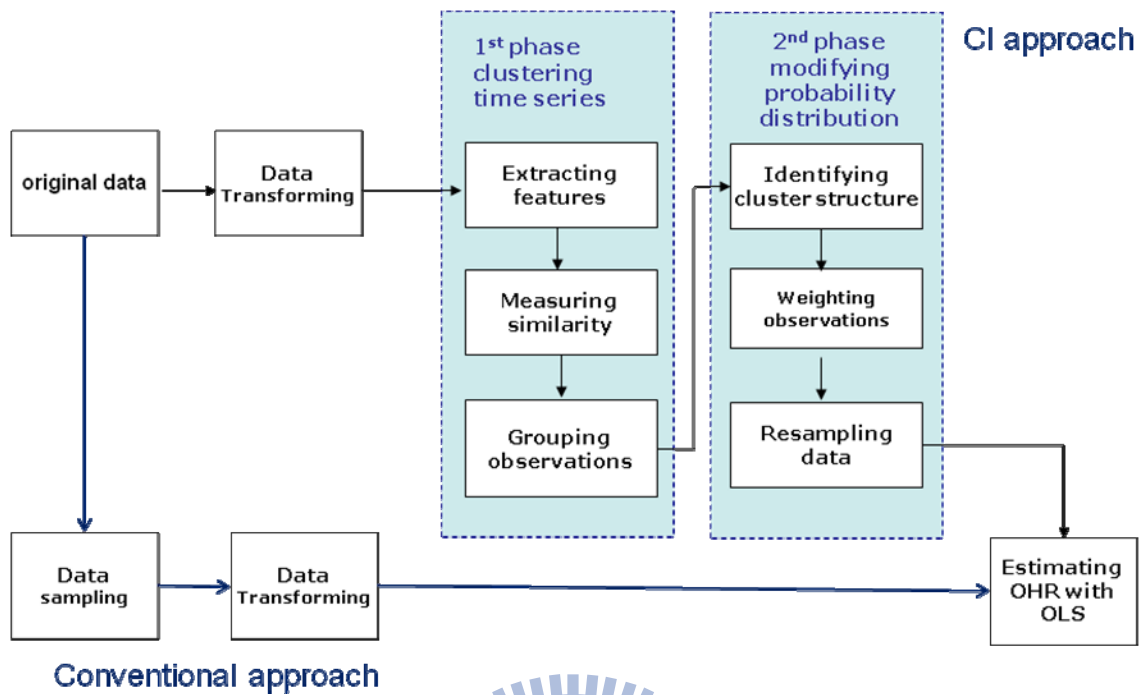 CI approach
1st phase
clustering
time series
2nd phase
modifying
probability
distribution
original data
Data
Transforming
Extracting
features
Measuring
similarity
Grouping
observations
Identifying
cluster structure
Weighting
observations
Resampling
data
Data
sampling
Data
Transforming
Estimating
OHR with
OLS
Conventional approach